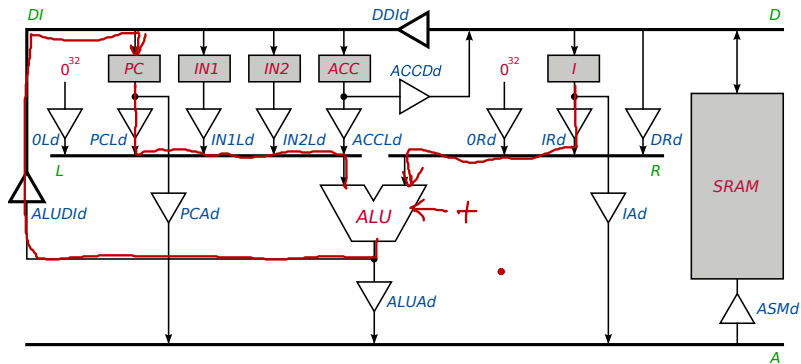 DI DDId D
0³² PC IN1 IN2 ACC ACCDd 0³² I
0Ld PCLd IN1Ld IN2Ld ACCLd 0Rd IRd DRd
L R
ALUDId PCAd ALU + IAd SRAM
ALUAd ASMd
A